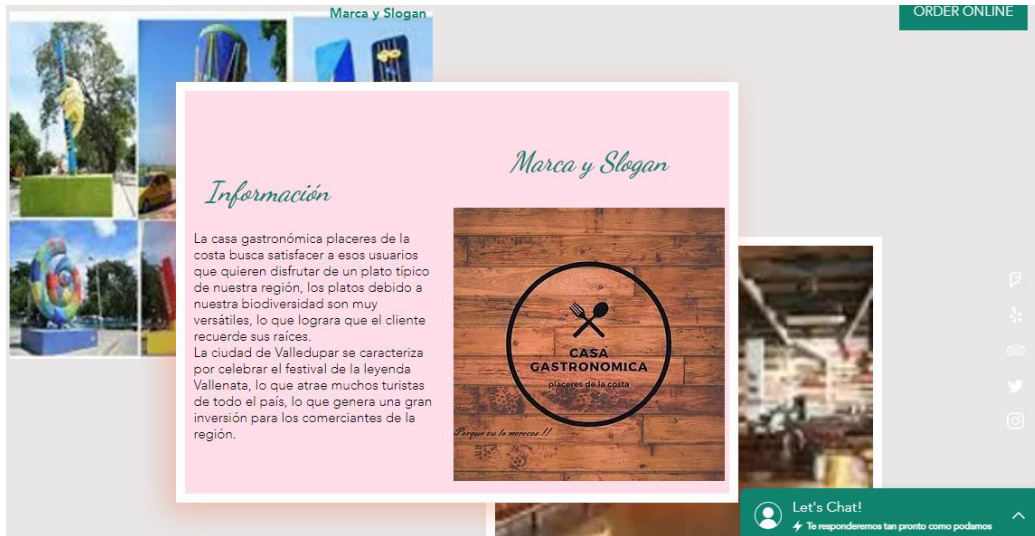 Marca y Slogan
ORDER ONLINE
Información
La casa gastronómica placeres de la
costa busca satisfacer a esos usuarios
que quieren disfrutar de un plato típico
de nuestra región, los platos debido a
nuestra biodiversidad son muy
versátiles, lo que lograra que el cliente
recuerde sus raíces.
La ciudad de Valledupar se caracteriza
por celebrar el festival de la leyenda
Vallenata, lo que atrae muchos turistas
de todo el país, lo que genera una gran
inversión para los comerciantes de la
región.
Marca y Slogan
CASA
GASTRONOMICA
placeres de la costa
Porque tu lo mereces !!
Let's Chat!
Te responderemos tan pronto como podamos